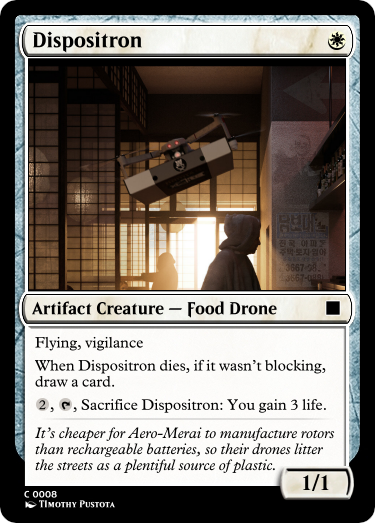 Dispositron
Artifact Creature — Food Drone
Flying, vigilance
When Dispositron dies, if it wasn't blocking,
draw a card.
2, T, Sacrifice Dispositron: You gain 3 life.
It's cheaper for Aero-Merai to manufacture rotors
than rechargeable batteries, so their drones litter
the streets as a plentiful source of plastic.
1/1
C 0008
Timothy Pustota